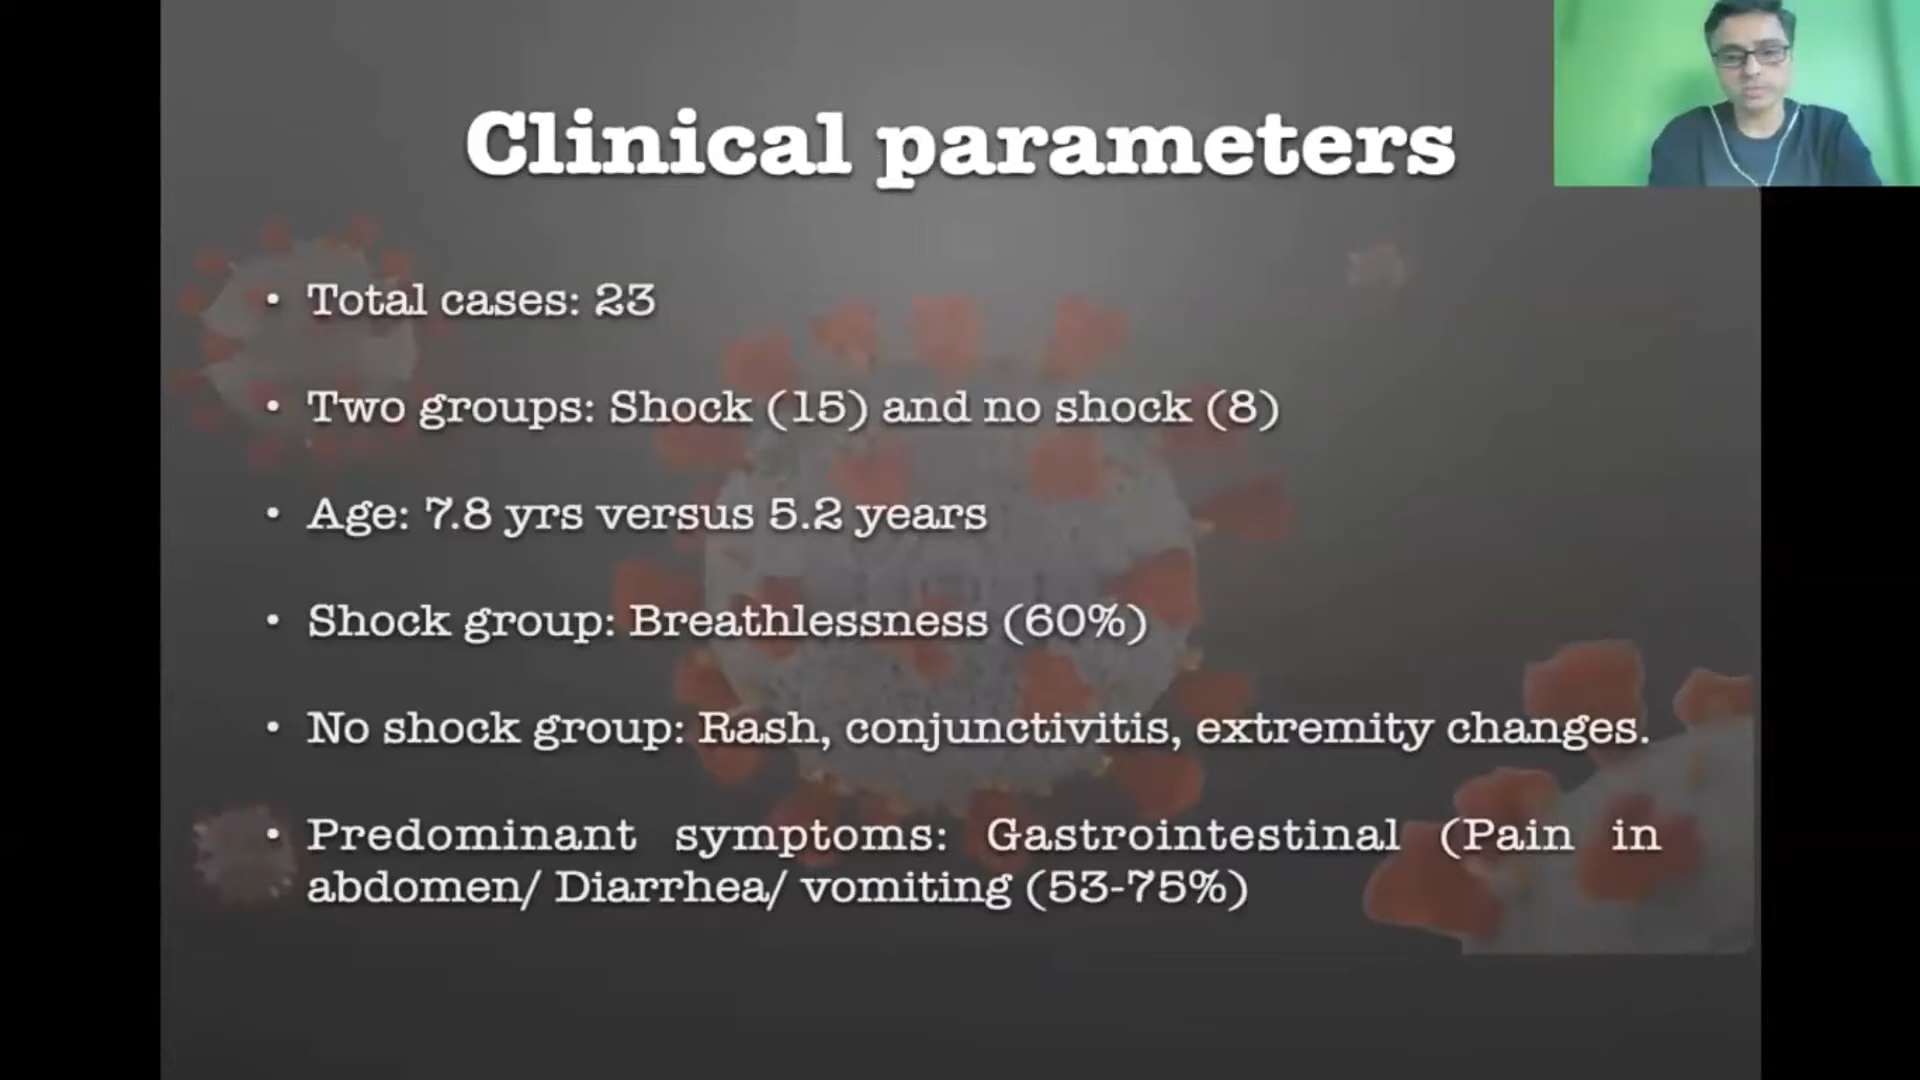 Clinical parameters
• Total cases: 23
• Two groups: Shock (15) and no shock (8)
• Age: 7.8 yrs versus 5.2 years
• Shock group: Breathlessness (60%)
• No shock group: Rash, conjunctivitis, extremity changes.
• Predominant symptoms: Gastrointestinal (Pain in
abdomen/ Diarrhea/ vomiting (53-75%)